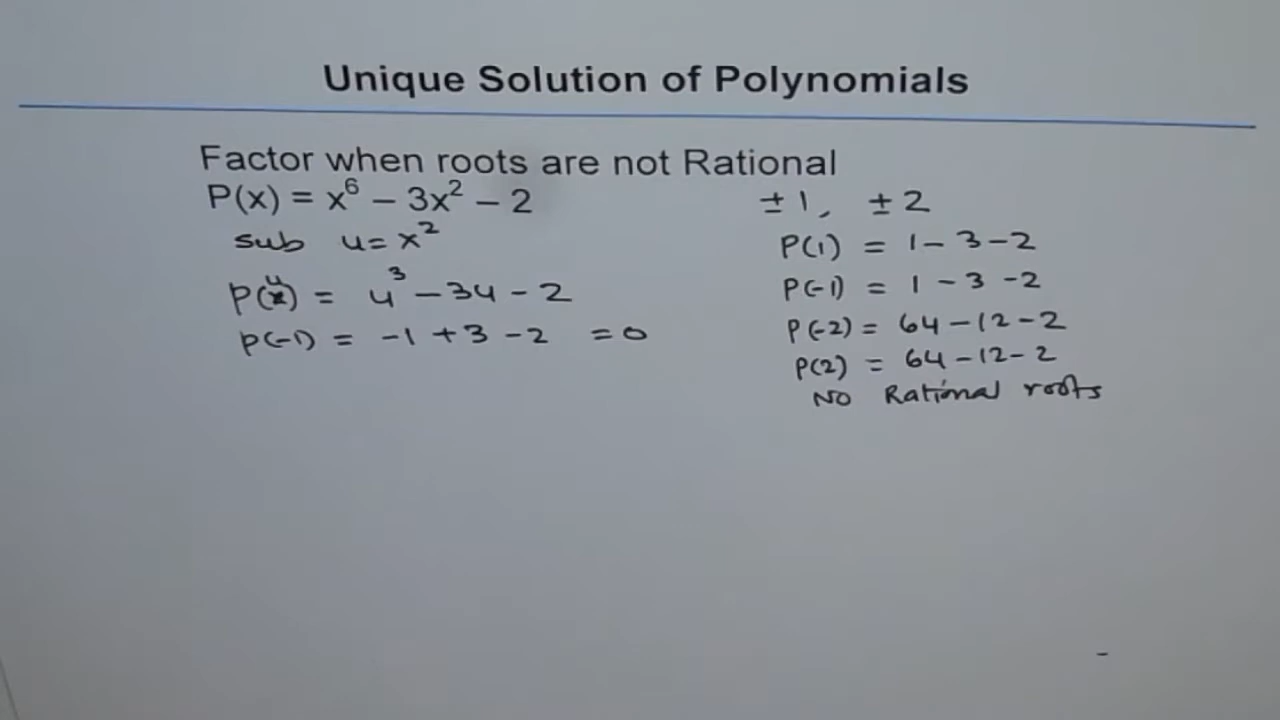 Unique Solution of Polynomials
Factor when roots are not Rational
P(x) = x⁶ – 3x² – 2
sub u = x²
P(u) = u³ – 3u – 2
P(-1) = -1 + 3 - 2 = 0
± 1, ± 2
P(1) = 1 - 3 - 2
P(-1) = 1 - 3 - 2
P(-2) = 64 - 12 - 2
P(2) = 64 - 12 - 2
No Rational roots